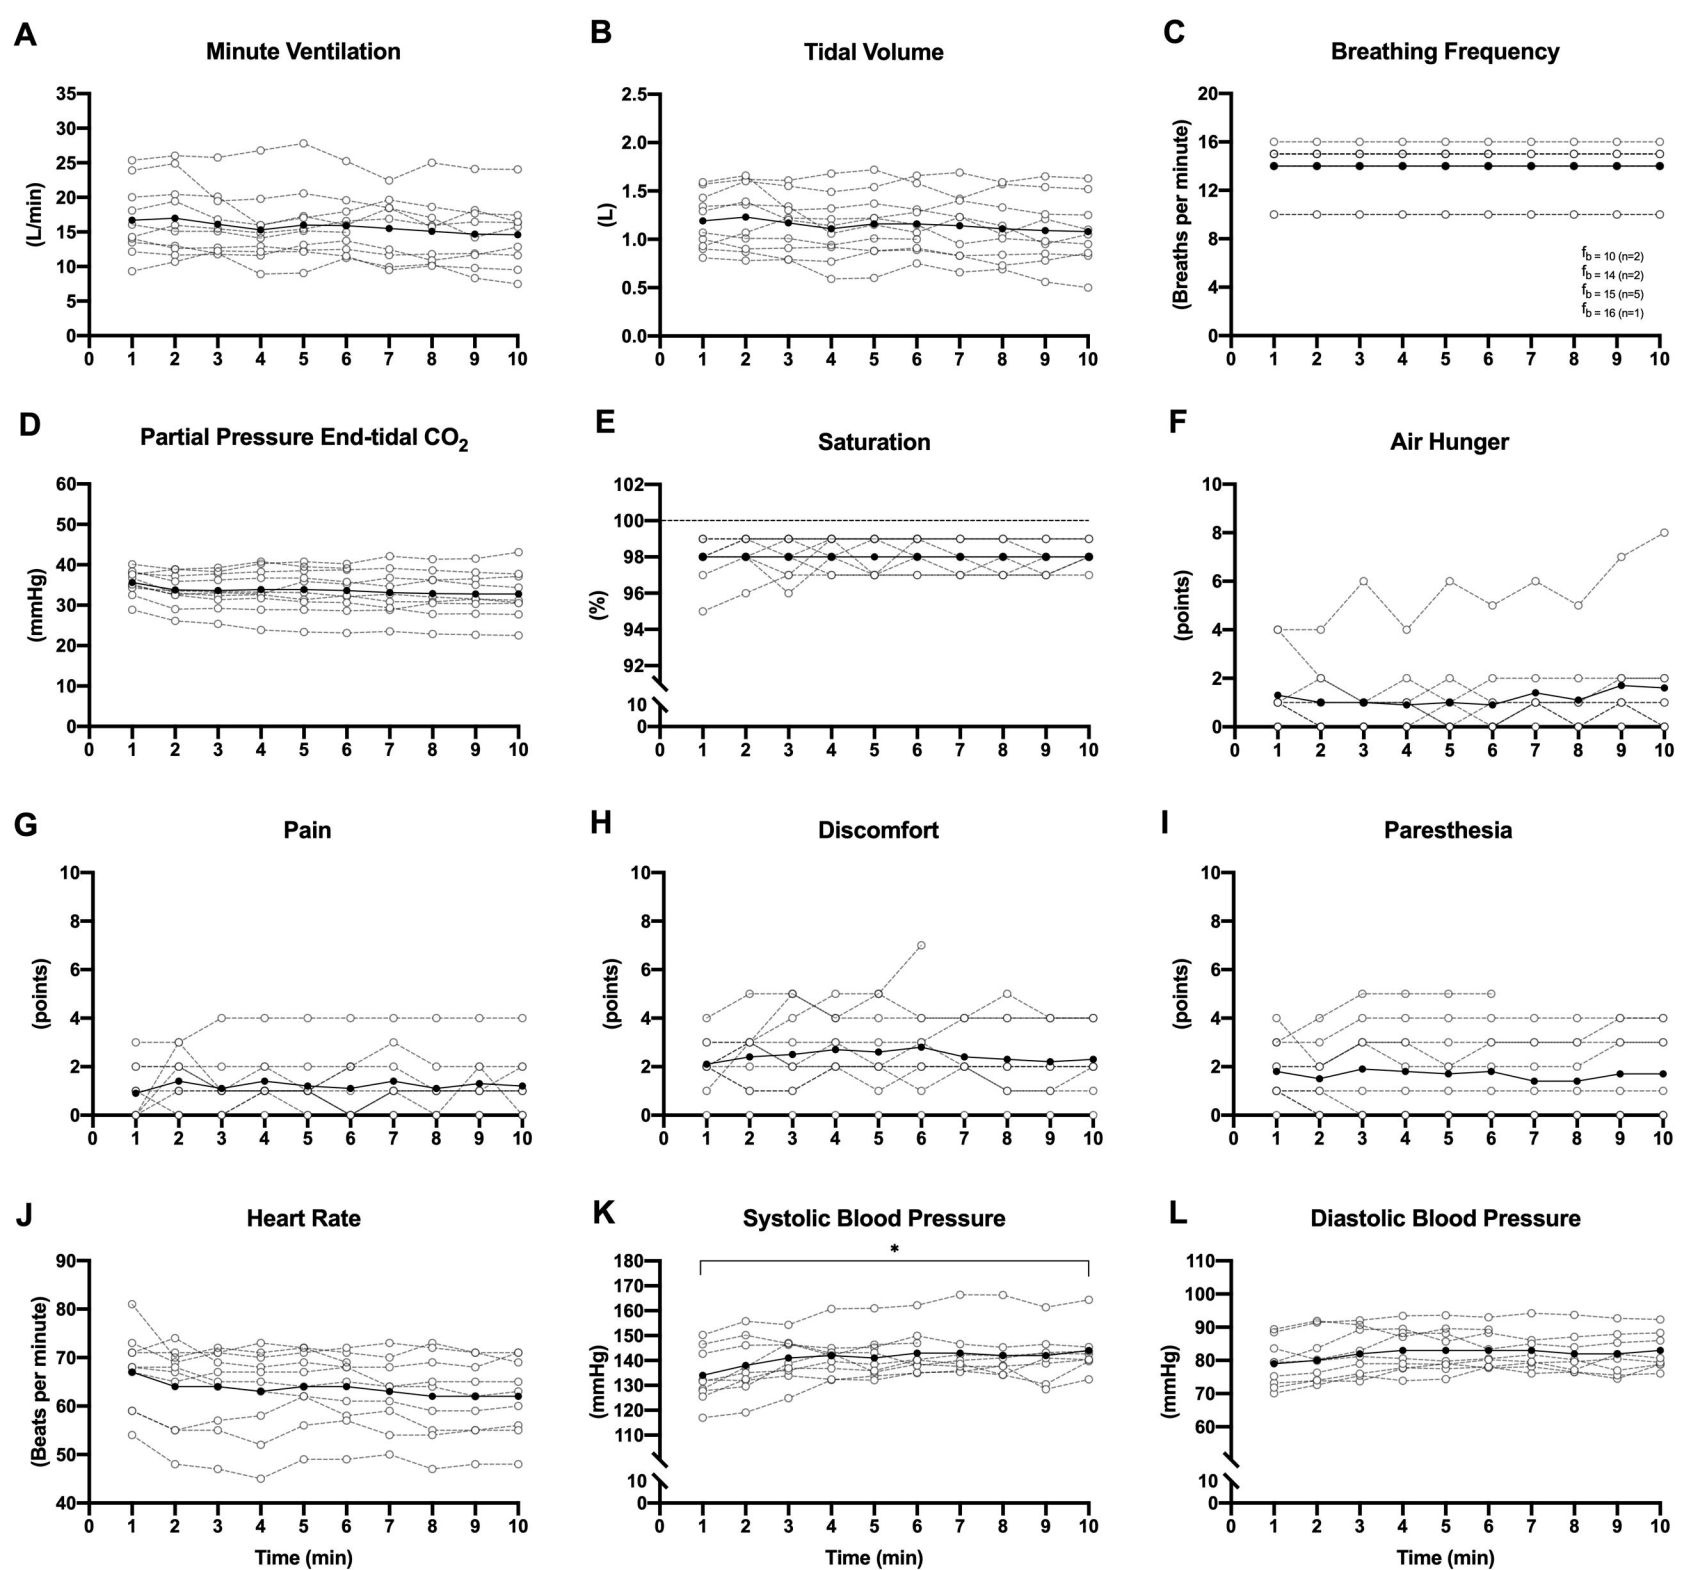 A
Minute Ventilation
35
30
25
20
15
10
5
0
(L/min)
0 1 2 3 4 5 6 7 8 9 10
B
Tidal Volume
2.5
2.0
1.5
1.0
0.5
0.0
(L)
0 1 2 3 4 5 6 7 8 9 10
C
Breathing Frequency
20
16
12
8
4
0
(Breaths per minute)
fb = 10 (n=2)
fb = 14 (n=2)
fb = 15 (n=5)
fb = 16 (n=1)
0 1 2 3 4 5 6 7 8 9 10
D
Partial Pressure End-tidal CO2
60
50
40
30
20
10
0
(mmHg)
0 1 2 3 4 5 6 7 8 9 10
E
Saturation
102
100
98
96
94
92
10
0
(%)
0 1 2 3 4 5 6 7 8 9 10
F
Air Hunger
10
8
6
4
2
0
(points)
0 1 2 3 4 5 6 7 8 9 10
G
Pain
10
8
6
4
2
0
(points)
0 1 2 3 4 5 6 7 8 9 10
H
Discomfort
10
8
6
4
2
0
(points)
0 1 2 3 4 5 6 7 8 9 10
I
Paresthesia
10
8
6
4
2
0
(points)
0 1 2 3 4 5 6 7 8 9 10
J
Heart Rate
90
80
70
60
50
40
(Beats per minute)
0 1 2 3 4 5 6 7 8 9 10
Time (min)
K
Systolic Blood Pressure
*
180
170
160
150
140
130
120
110
10
0
(mmHg)
0 1 2 3 4 5 6 7 8 9 10
Time (min)
L
Diastolic Blood Pressure
110
100
90
80
70
60
10
0
(mmHg)
0 1 2 3 4 5 6 7 8 9 10
Time (min)